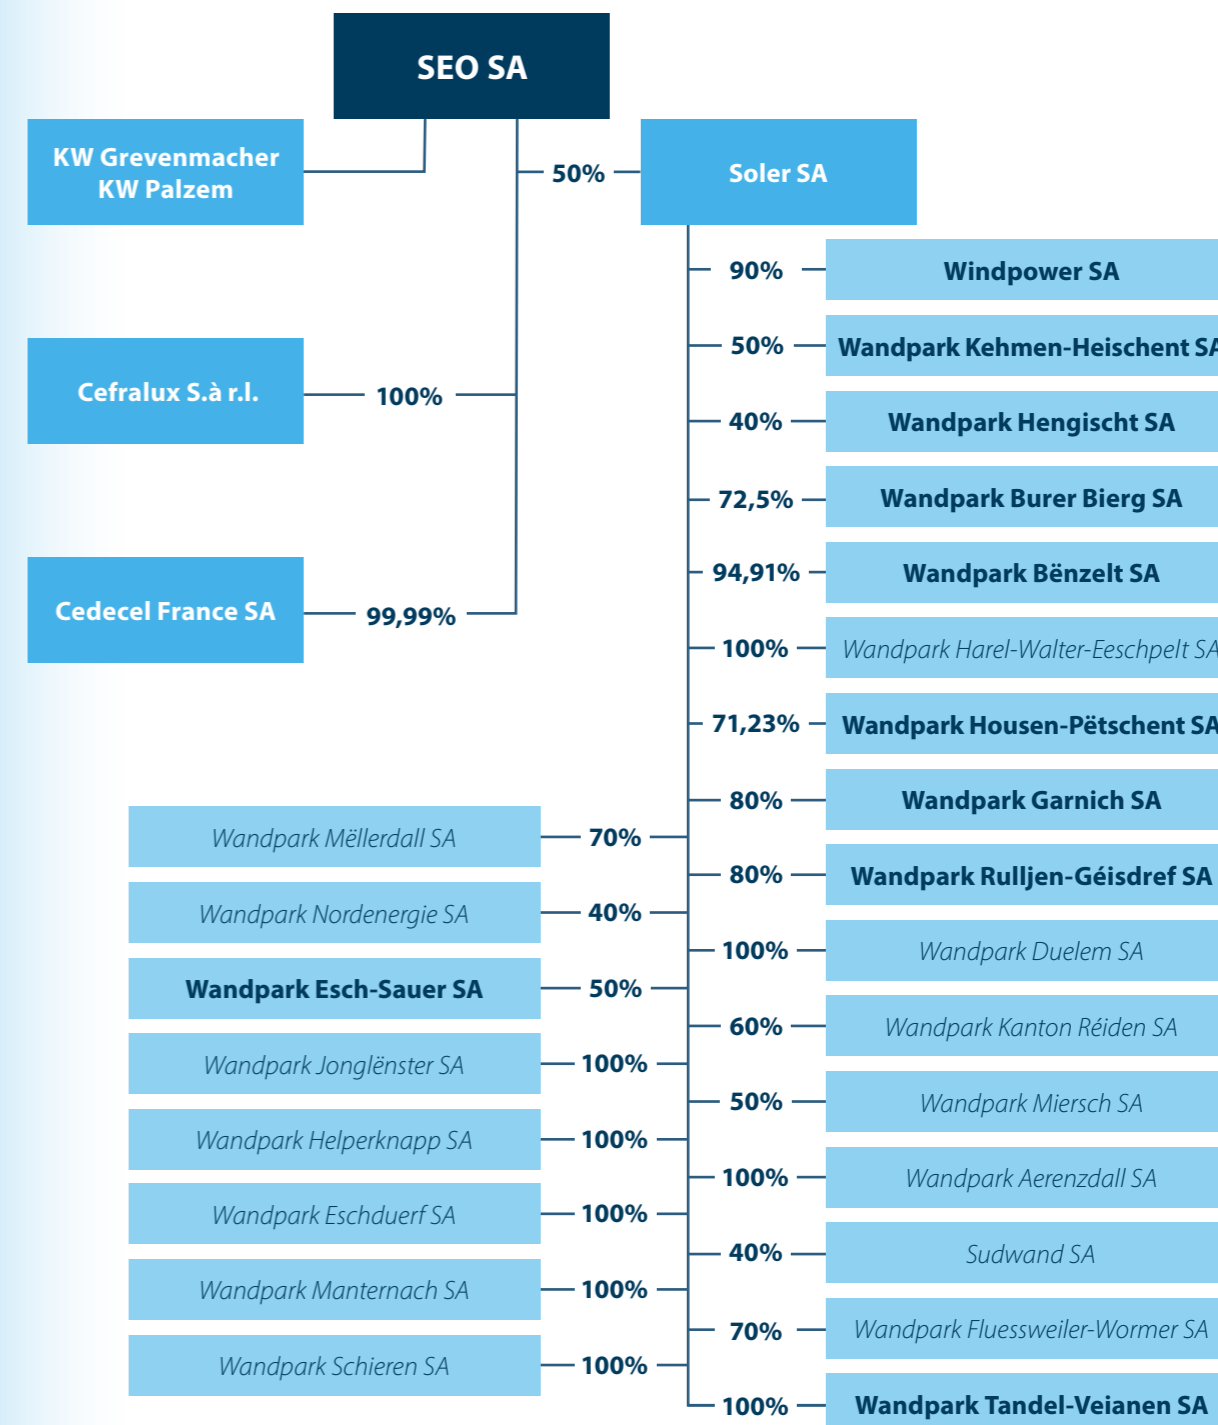 SEO SA
KW Grevenmacher
KW Palzem
50%
Soler SA
90%
Windpower SA
50%
Wandpark Kehmen-Heischent SA
Cefralux S.à r.l.
100%
40%
Wandpark Hengischt SA
72,5%
Wandpark Burer Bierg SA
94,91%
Wandpark Bënzelt SA
Cedecel France SA
99,99%
100%
Wandpark Harel-Walter-Eeschpelt SA
71,23%
Wandpark Housen-Pëtschent SA
80%
Wandpark Garnich SA
Wandpark Mëllerdall SA
70%
80%
Wandpark Rulljen-Géisdref SA
Wandpark Nordenergie SA
40%
100%
Wandpark Duelem SA
Wandpark Esch-Sauer SA
50%
60%
Wandpark Kanton Réiden SA
Wandpark Jonglënster SA
100%
50%
Wandpark Miersch SA
Wandpark Helperknapp SA
100%
100%
Wandpark Aerenzdall SA
Wandpark Eschduerf SA
100%
40%
Sudwand SA
Wandpark Manternach SA
100%
70%
Wandpark Fluessweiler-Wormer SA
Wandpark Schieren SA
100%
100%
Wandpark Tandel-Veianen SA